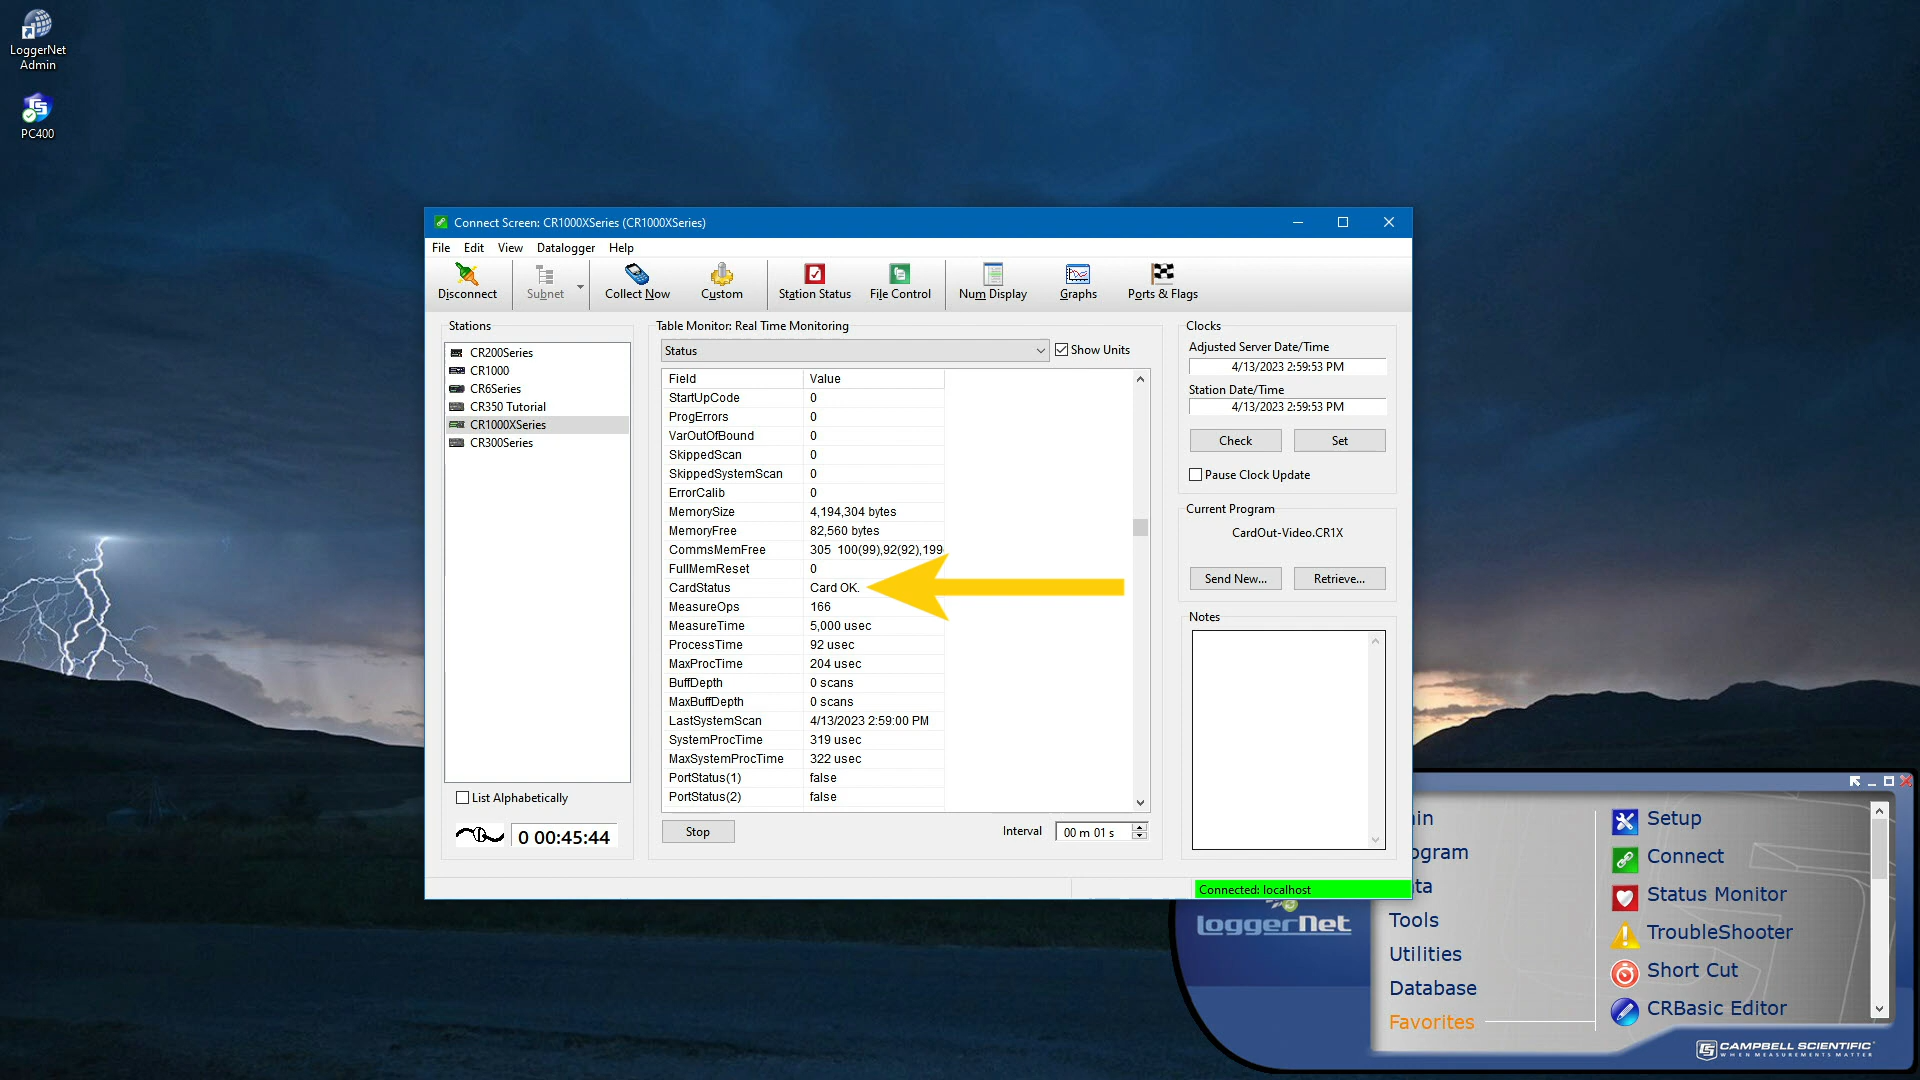 LoggerNet
Admin
PC400
Connect Screen: CR1000XSeries (CR1000XSeries)
File Edit View Datalogger Help
Disconnect Subnet Collect Now Custom Station Status File Control Num Display Graphs Ports & Flags
Stations
CR200Series
CR1000
CR6Series
CR350 Tutorial
CR1000XSeries
CR300Series
List Alphabetically
0 00:45:44
Table Monitor: Real Time Monitoring
Status
Show Units
Field Value
StartUpCode 0
ProgErrors 0
VarOutOfBound 0
SkippedScan 0
SkippedSystemScan 0
ErrorCalib 0
MemorySize 4,194,304 bytes
MemoryFree 82,560 bytes
CommsMemFree 305 100(99),92(92),199
FullMemReset 0
CardStatus Card OK.
MeasureOps 166
MeasureTime 5,000 usec
ProcessTime 92 usec
MaxProcTime 204 usec
BuffDepth 0 scans
MaxBuffDepth 0 scans
LastSystemScan 4/13/2023 2:59:00 PM
SystemProcTime 319 usec
MaxSystemProcTime 322 usec
PortStatus(1) false
PortStatus(2) false
Stop
Interval 00 m 01 s
Clocks
Adjusted Server Date/Time
4/13/2023 2:59:53 PM
Station Date/Time
4/13/2023 2:59:53 PM
Check Set
Pause Clock Update
Current Program
CardOut-Video.CR1X
Send New... Retrieve...
Notes
Connected: localhost
LoggerNet
in
ogram
ta
Tools
Utilities
Database
Favorites
Setup
Connect
Status Monitor
TroubleShooter
Short Cut
CRBasic Editor
CAMPBELL SCIENTIFIC
WHEN MEASUREMENTS MATTER